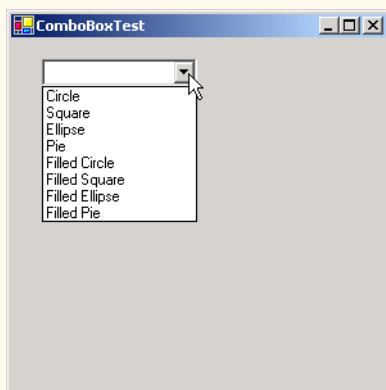 ComboBoxTest
Circle
Square
Ellipse
Pie
Filled Circle
Filled Square
Filled Ellipse
Filled Pie